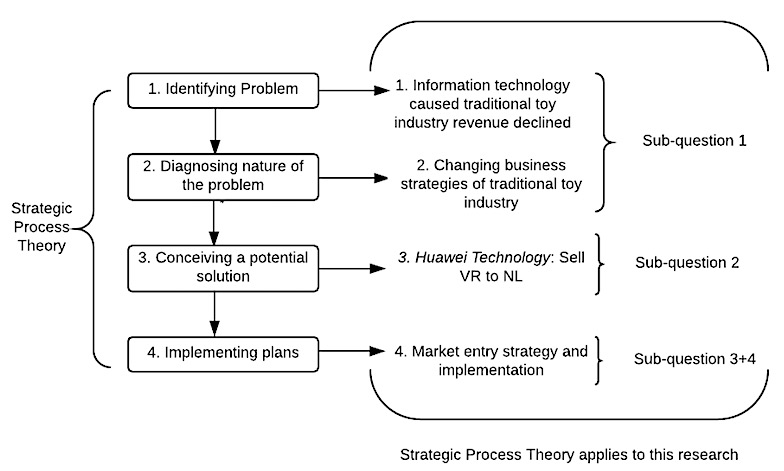 Strategic
Process
Theory
1. Identifying Problem
2. Diagnosing nature of
the problem
3. Conceiving a potential
solution
4. Implementing plans
1. Information technology
caused traditional toy
industry revenue declined
2. Changing business
strategies of traditional toy
industry
3. Huawei Technology: Sell
VR to NL
4. Market entry strategy and
implementation
Sub-question 1
Sub-question 2
Sub-question 3+4
Strategic Process Theory applies to this research